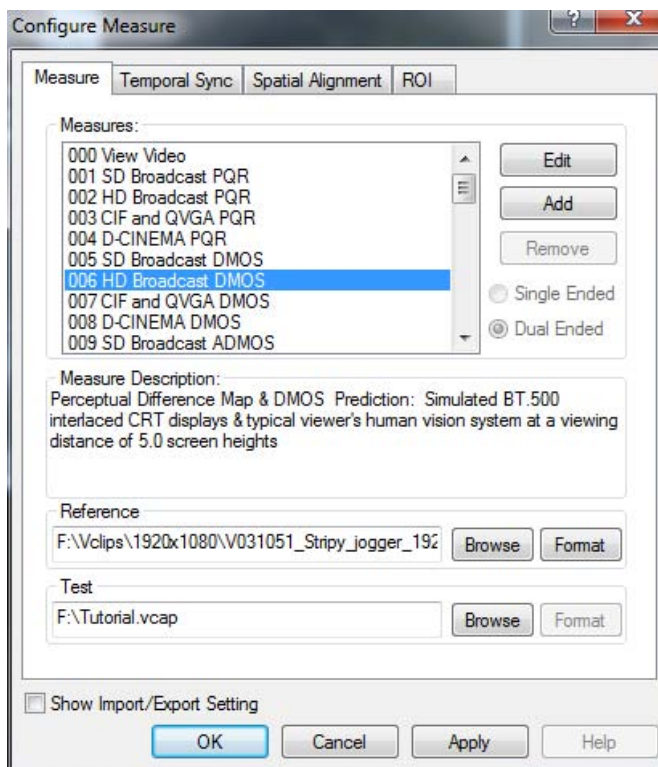 Configure Measure
?
X
Measure
Temporal Sync
Spatial Alignment
ROI
Measures:
000 View Video
001 SD Broadcast PQR
002 HD Broadcast PQR
003 CIF and QVGA PQR
004 D-CINEMA PQR
005 SD Broadcast DMOS
006 HD Broadcast DMOS
007 CIF and QVGA DMOS
008 D-CINEMA DMOS
009 SD Broadcast ADMOS
Edit
Add
Remove
Single Ended
Dual Ended
Measure Description:
Perceptual Difference Map & DMOS Prediction: Simulated BT.500
interlaced CRT displays & typical viewer's human vision system at a viewing
distance of 5.0 screen heights
Reference
F:\Vclips\1920x1080\V031051_Stripy_jogger_192
Browse
Format
Test
F:\Tutorial.vcap
Browse
Format
Show Import/Export Setting
OK
Cancel
Apply
Help